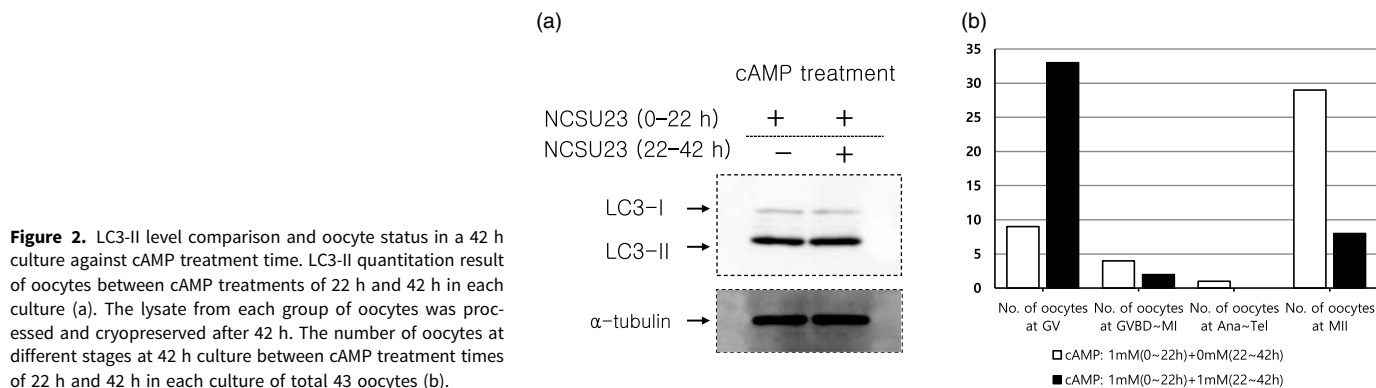 (a)
cAMP treatment
NCSU23 (0–22 h) + +
NCSU23 (22–42 h) − +
LC3-I
LC3-II
α-tubulin
(b)
35
30
25
20
15
10
5
0
No. of oocytes at GV
No. of oocytes at GVBD~MI
No. of oocytes at Ana~Tel
No. of oocytes at MII
cAMP: 1mM(0~22h)+0mM(22~42h)
cAMP: 1mM(0~22h)+1mM(22~42h)
Figure 2. LC3-II level comparison and oocyte status in a 42 h
culture against cAMP treatment time. LC3-II quantitation result
of oocytes between cAMP treatments of 22 h and 42 h in each
culture (a). The lysate from each group of oocytes was proc-
essed and cryopreserved after 42 h. The number of oocytes at
different stages at 42 h culture between cAMP treatment times
of 22 h and 42 h in each culture of total 43 oocytes (b).